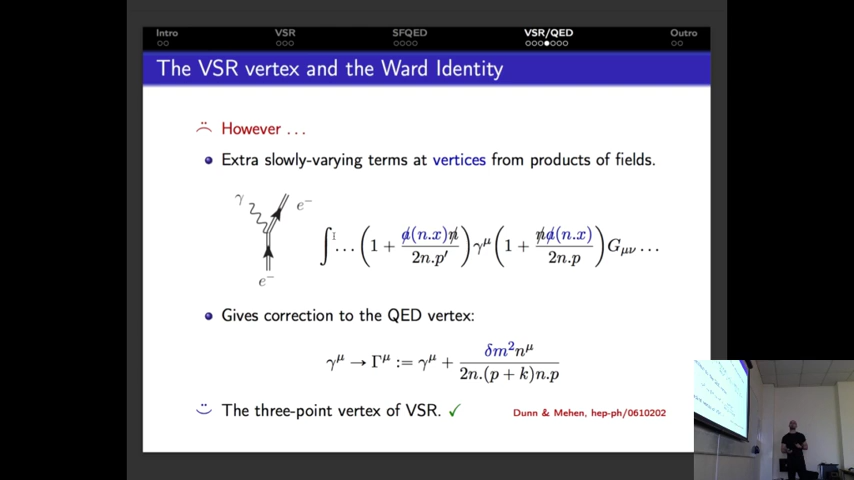 Intro VSR SFQED VSR/QED Outro
The VSR vertex and the Ward Identity
However ...
Extra slowly-varying terms at vertices from products of fields.
γ
e⁻
e⁻
∫ ... (1 + a̸(n.x)n̸ / 2n.p′) γ^μ (1 + n̸a̸(n.x) / 2n.p) G_μν ...
Gives correction to the QED vertex:
γ^μ → Γ^μ := γ^μ + δm²n^μ / 2n.(p + k)n.p
The three-point vertex of VSR. ✓
Dunn & Mehen, hep-ph/0610202